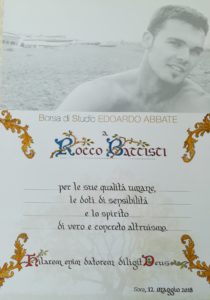 Borsa di Studio EDOARDO ABBATE
a
Rocco Battisti
per le sue qualità umane,
le doti di sensibilità
e lo spirito
di vero e concreto altruismo.
Hilarem enim datorem diligit Deus
Sora, 12. Maggio 2018